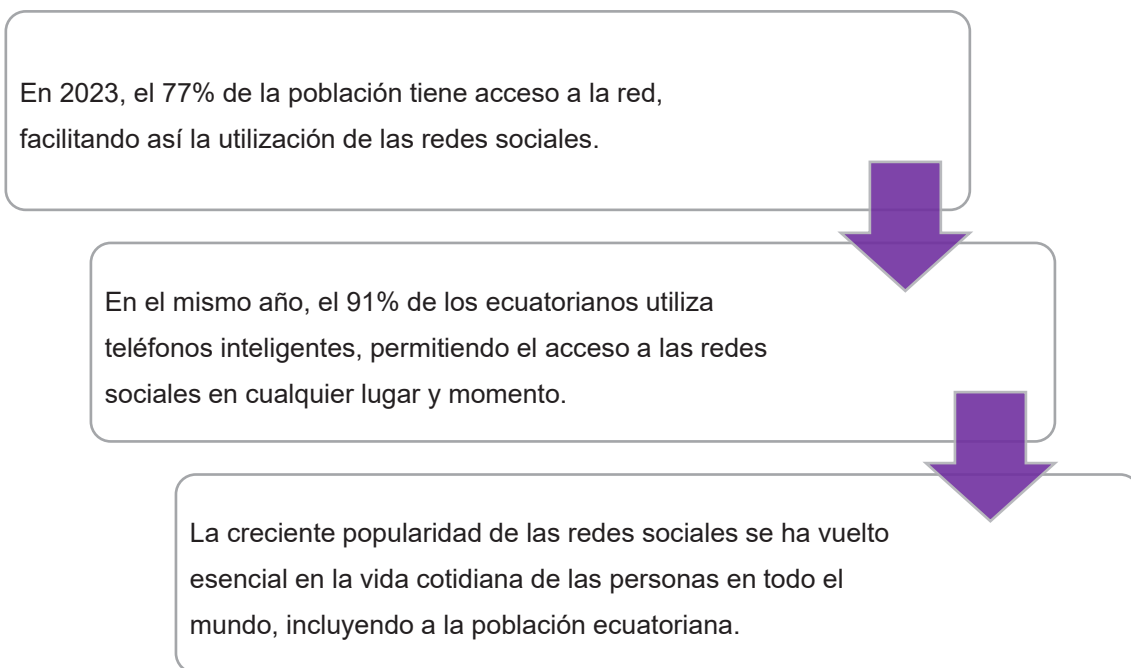 En 2023, el 77% de la población tiene acceso a la red,
facilitando así la utilización de las redes sociales.
En el mismo año, el 91% de los ecuatorianos utiliza
teléfonos inteligentes, permitiendo el acceso a las redes
sociales en cualquier lugar y momento.
La creciente popularidad de las redes sociales se ha vuelto
esencial en la vida cotidiana de las personas en todo el
mundo, incluyendo a la población ecuatoriana.